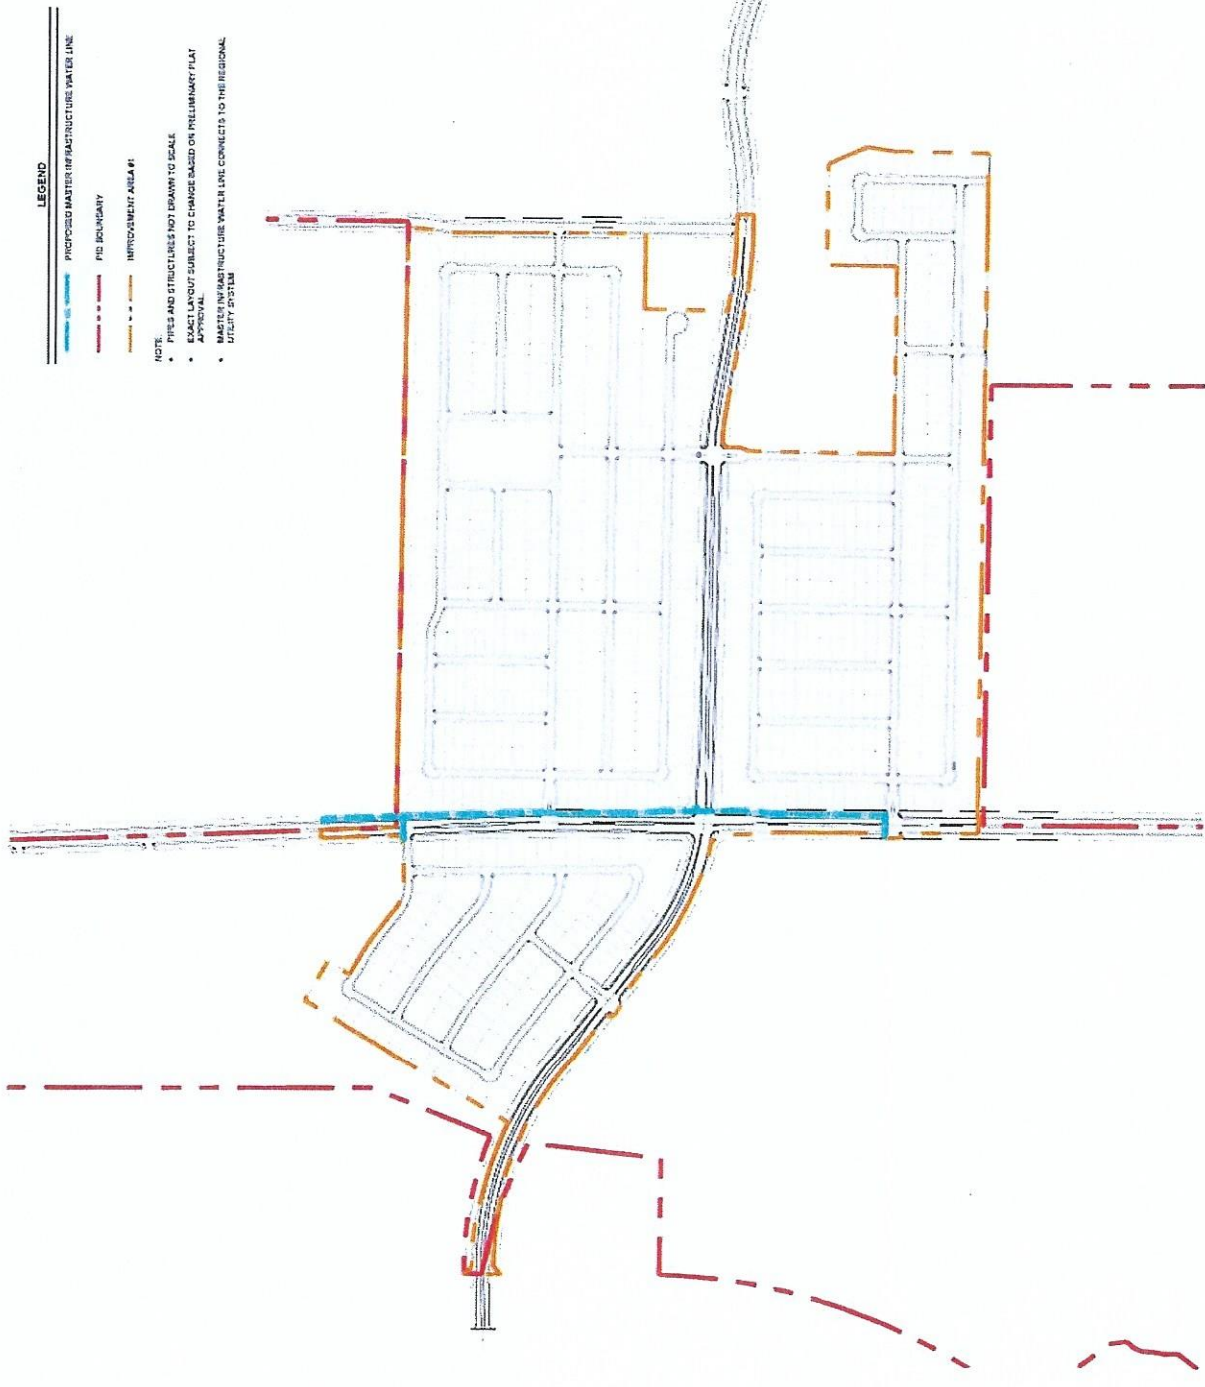 LEGEND
PROPOSED MASTER INFRASTRUCTURE WATER LINE
PID BOUNDARY
IMPROVEMENT AREA #1
NOTE:
• PIPES AND STRUCTURES NOT DRAWN TO SCALE
• EXACT LAYOUT SUBJECT TO CHANGE BASED ON PRELIMINARY PLAT
APPROVAL.
• MASTER INFRASTRUCTURE WATER LINE CONNECTS TO THE REGIONAL
UTILITY SYSTEM